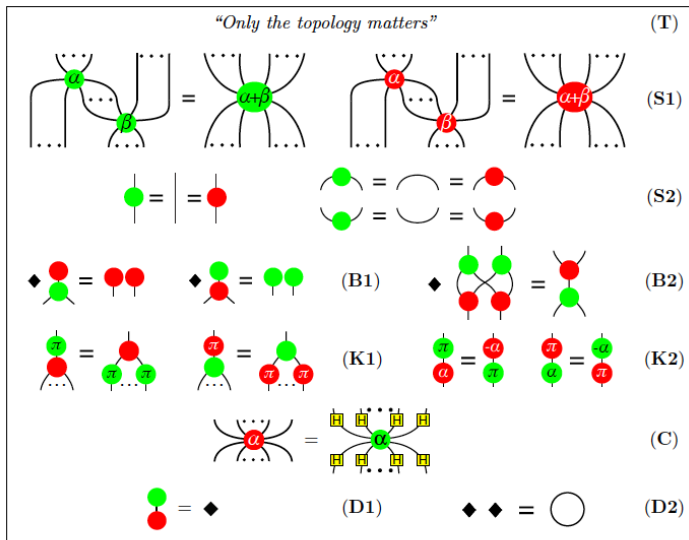 “Only the topology matters” (T)
α β = α+β α β = α+β (S1)
= = = = (S2)
= =
= = (B1) = (B2)
π α = π π π = π π (K1) π α = -α π π α = -α π (K2)
α = H H H H α H H H H (C)
= (D1) = (D2)